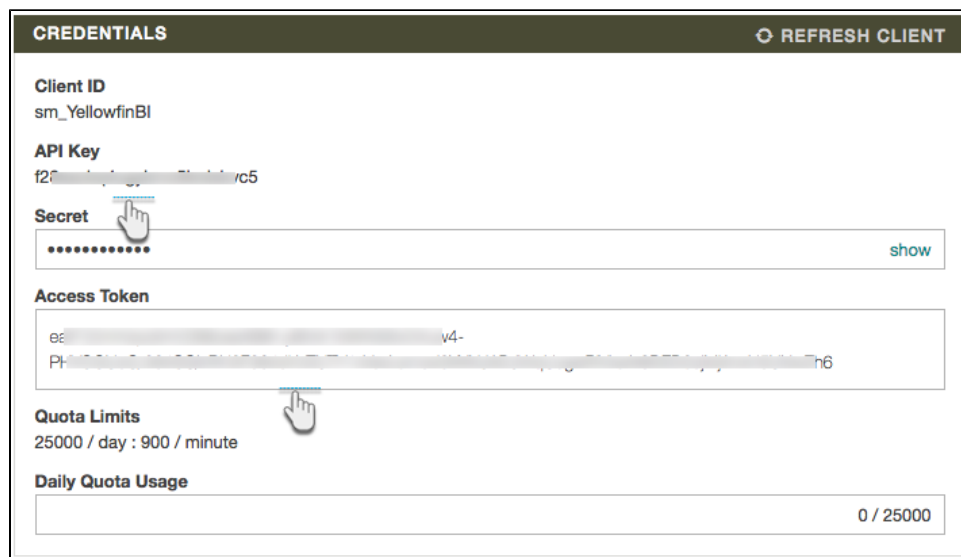 CREDENTIALS
REFRESH CLIENT
Client ID
sm_YellowfinBI
API Key
Secret
••••••••••••
show
Access Token
Quota Limits
25000 / day : 900 / minute
Daily Quota Usage
0 / 25000